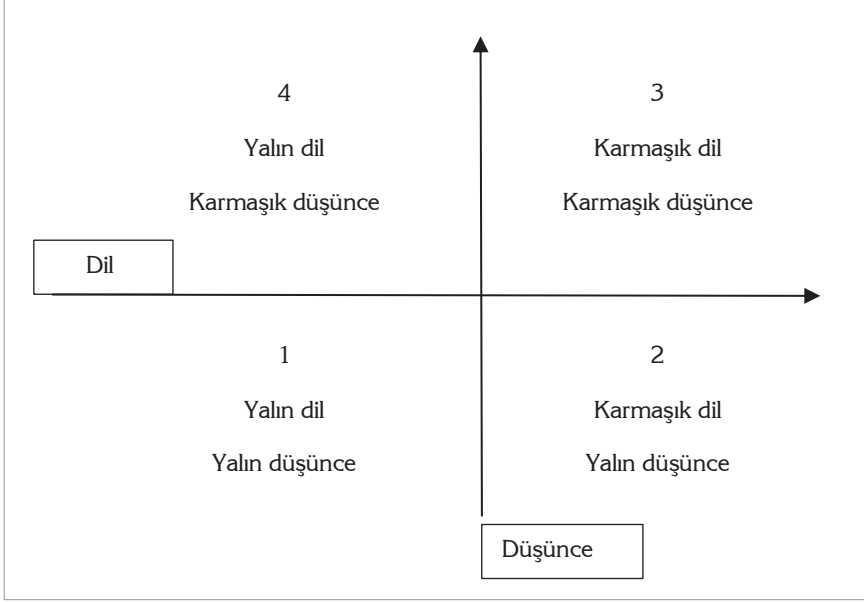 4
Yalın dil
Karmaşık düşünce
3
Karmaşık dil
Karmaşık düşünce
Dil
1
Yalın dil
Yalın düşünce
2
Karmaşık dil
Yalın düşünce
Düşünce